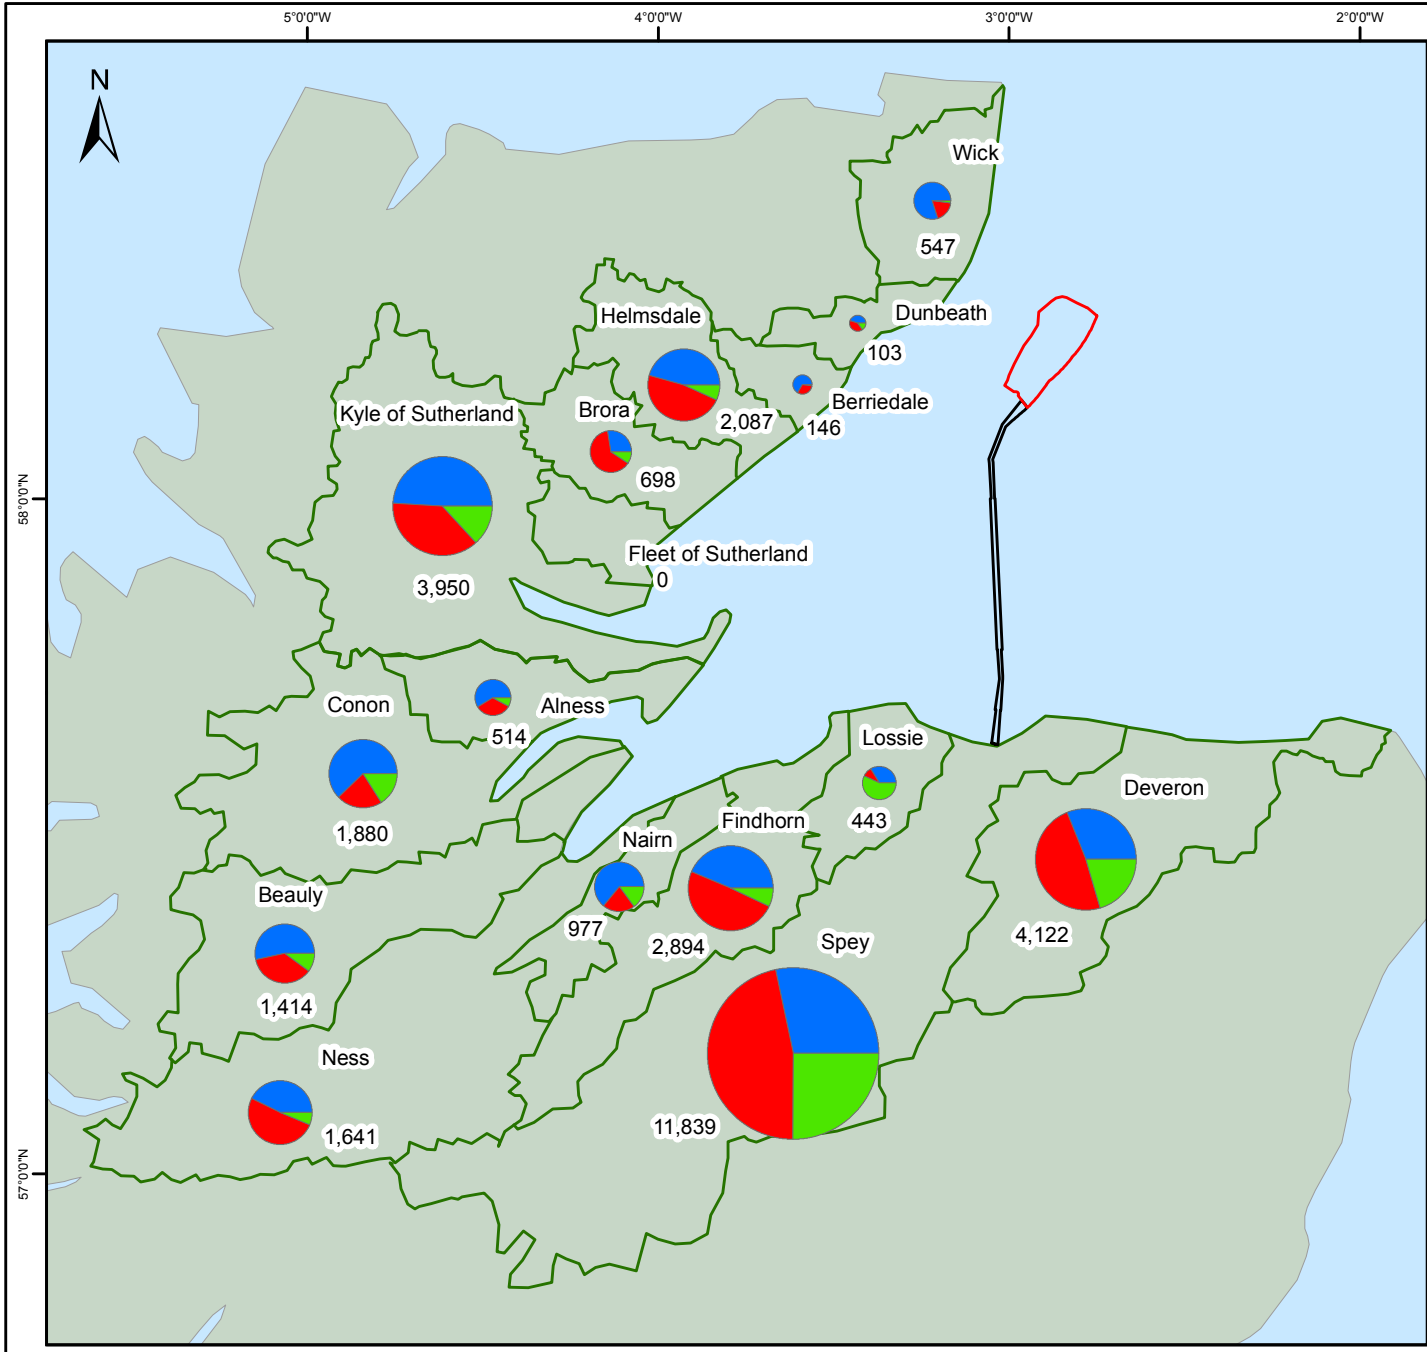 5°0'0"W
4°0'0"W
3°0'0"W
2°0'0"W
N
Wick
547
Dunbeath
103
Helmsdale
2,087
Berriedale
146
Brora
698
Kyle of Sutherland
3,950
58°0'0"N
Fleet of Sutherland
0
Conon
1,880
Alness
514
Lossie
443
Deveron
4,122
Findhorn
2,894
Nairn
977
Beauly
1,414
Spey
11,839
Ness
1,641
57°0'0"N